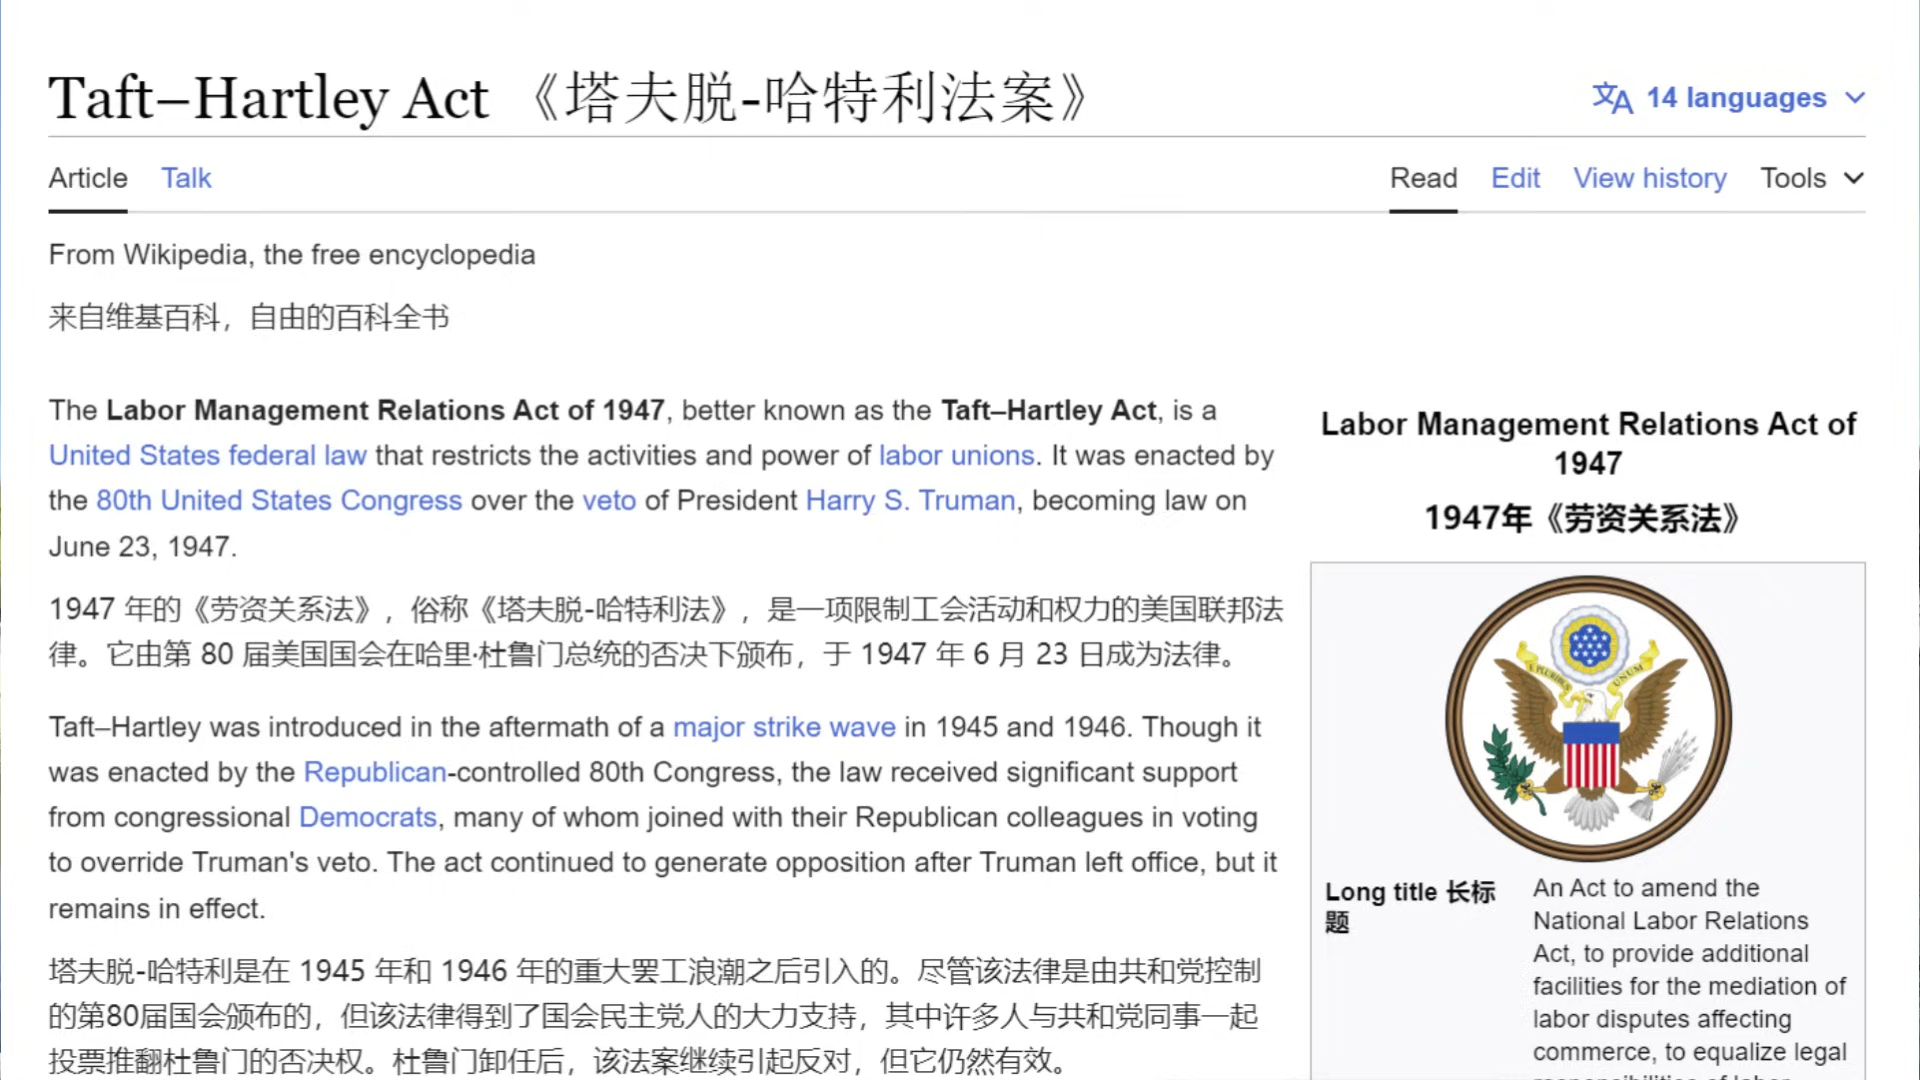 Taft–Hartley Act 《塔夫脱-哈特利法案》
14 languages
Article Talk
Read Edit View history Tools
From Wikipedia, the free encyclopedia
来自维基百科，自由的百科全书
The Labor Management Relations Act of 1947, better known as the Taft–Hartley Act, is a
United States federal law that restricts the activities and power of labor unions. It was enacted by
the 80th United States Congress over the veto of President Harry S. Truman, becoming law on
June 23, 1947.
1947 年的《劳资关系法》，俗称《塔夫脱-哈特利法》，是一项限制工会活动和权力的美国联邦法
律。它由第 80 届美国国会在哈里·杜鲁门总统的否决下颁布，于 1947 年 6 月 23 日成为法律。
Taft–Hartley was introduced in the aftermath of a major strike wave in 1945 and 1946. Though it
was enacted by the Republican-controlled 80th Congress, the law received significant support
from congressional Democrats, many of whom joined with their Republican colleagues in voting
to override Truman's veto. The act continued to generate opposition after Truman left office, but it
remains in effect.
塔夫脱-哈特利是在 1945 年和 1946 年的重大罢工浪潮之后引入的。尽管该法律是由共和党控制
的第80届国会颁布的，但该法律得到了国会民主党人的大力支持，其中许多人与共和党同事一起
投票推翻杜鲁门的否决权。杜鲁门卸任后，该法案继续引起反对，但它仍然有效。
Labor Management Relations Act of
1947
1947年《劳资关系法》
E PLURIBUS UNUM
Long title 长标
题
An Act to amend the
National Labor Relations
Act, to provide additional
facilities for the mediation of
labor disputes affecting
commerce, to equalize legal